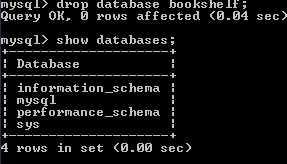 mysql> drop database bookshelf;
Query OK, 0 rows affected (0.04 sec)
mysql> show databases;
+--------------------+
| Database           |
+--------------------+
| information_schema |
| mysql              |
| performance_schema |
| sys                |
+--------------------+
4 rows in set (0.00 sec)